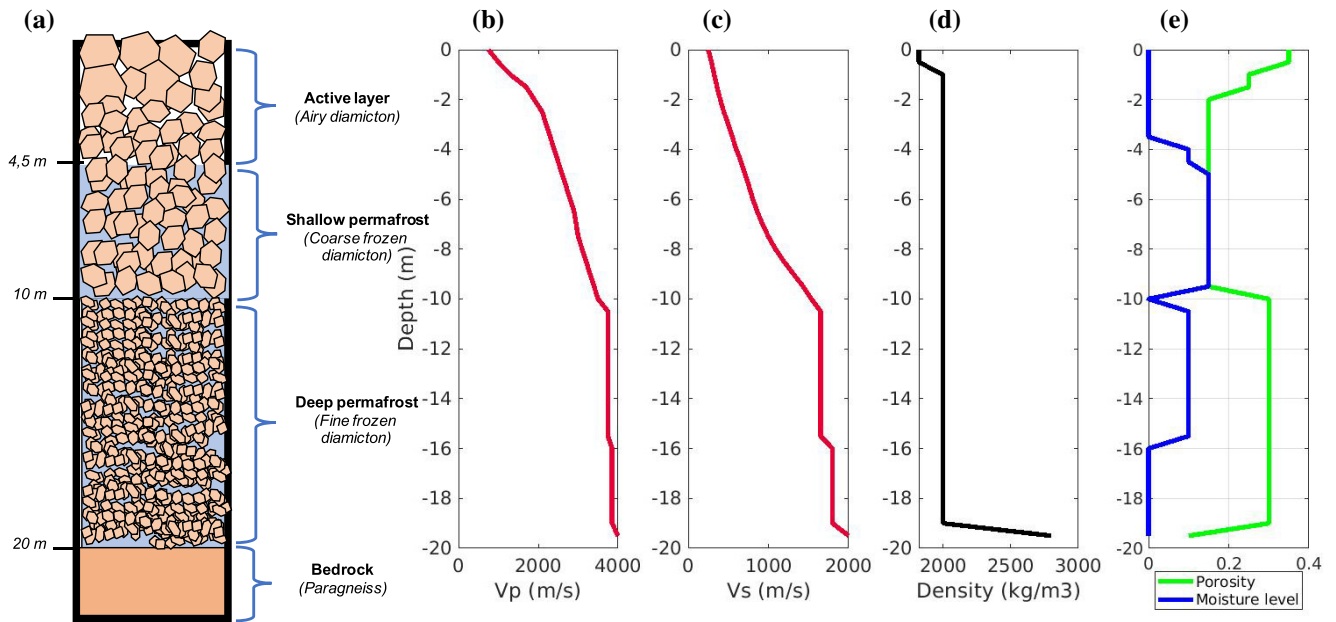 (a)
(b)
(c)
(d)
(e)
Active layer
(Airy diamicton)
4,5 m
Shallow permafrost
(Coarse frozen
diamicton)
10 m
Deep permafrost
(Fine frozen
diamicton)
20 m
Bedrock
(Paragneiss)
Depth (m)
0
-2
-4
-6
-8
-10
-12
-14
-16
-18
-20
0 2000 4000
Vp (m/s)
0
-2
-4
-6
-8
-10
-12
-14
-16
-18
-20
0 1000 2000
Vs (m/s)
0
-2
-4
-6
-8
-10
-12
-14
-16
-18
-20
2000 2500 3000
Density (kg/m3)
0
-2
-4
-6
-8
-10
-12
-14
-16
-18
-20
0 0.2 0.4
Porosity
Moisture level